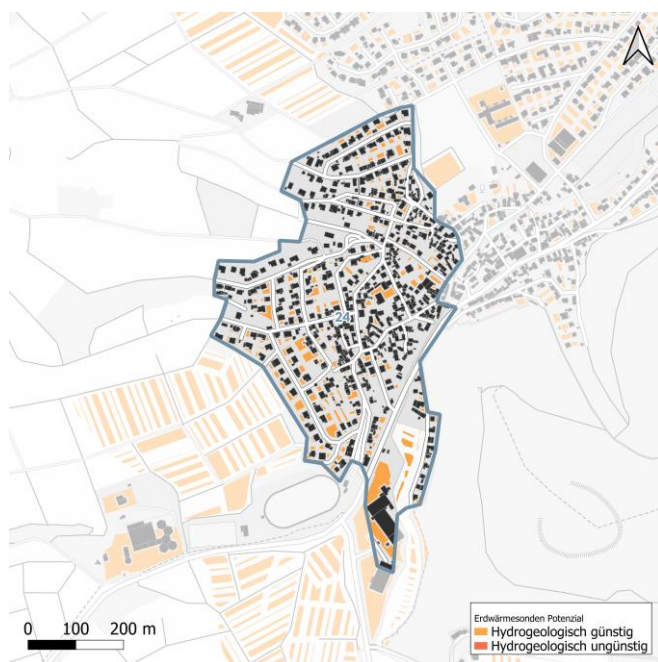 24
0 100 200 m
Erdwärmesonden Potenzial
Hydrogeologisch günstig
Hydrogeologisch ungünstig